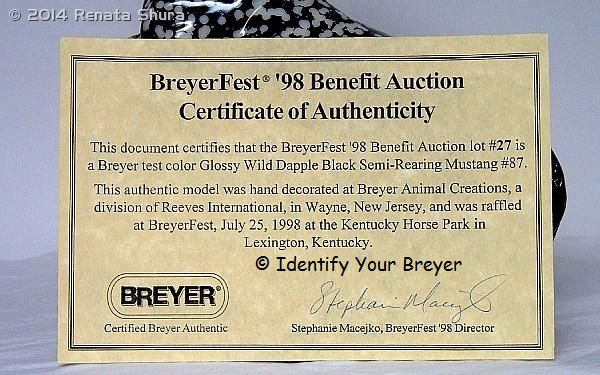 © 2014 Renata Shura
BreyerFest® '98 Benefit Auction
Certificate of Authenticity
This document certifies that the BreyerFest '98 Benefit Auction lot #27 is
a Breyer test color Glossy Wild Dapple Black Semi-Rearing Mustang #87.
This authentic model was hand decorated at Breyer Animal Creations, a
division of Reeves International, in Wayne, New Jersey, and was raffled
at BreyerFest, July 25, 1998 at the Kentucky Horse Park in
Lexington, Kentucky.
© Identify Your Breyer
BREYER®
Stephanie Macejko
Certified Breyer Authentic
Stephanie Macejko, BreyerFest '98 Director